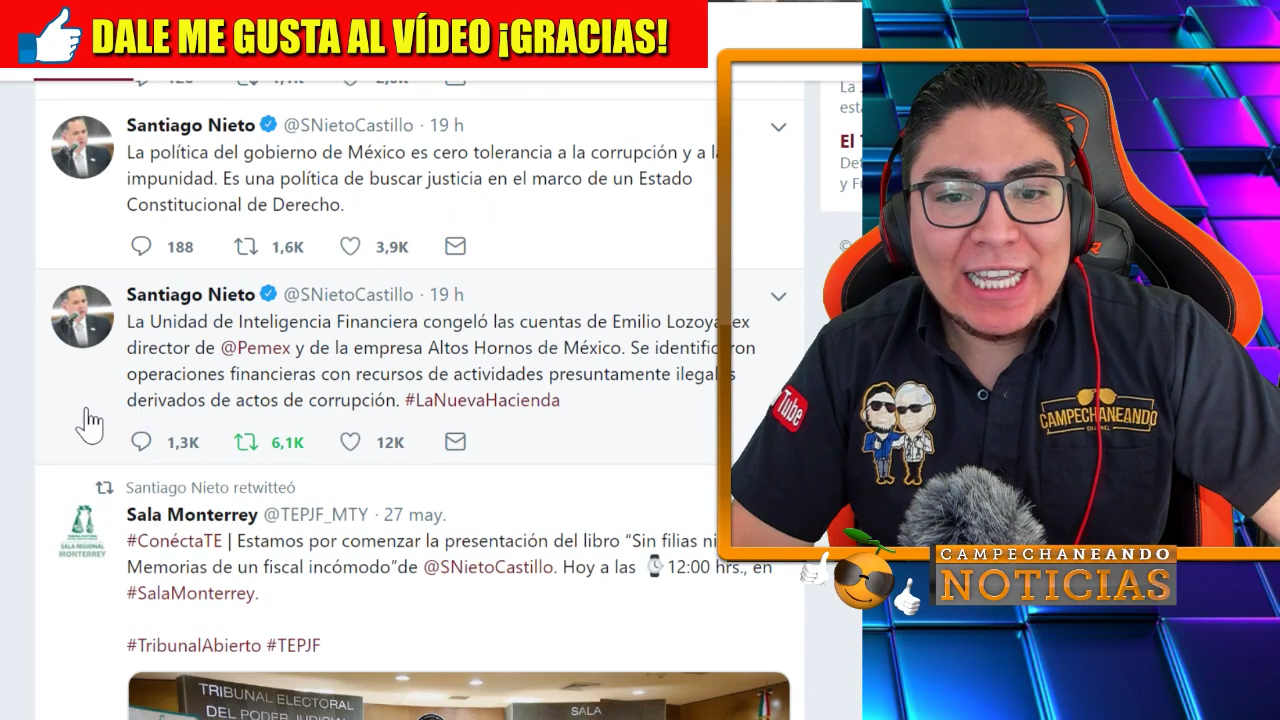 DALE ME GUSTA AL VÍDEO ¡GRACIAS!
Santiago Nieto @SNietoCastillo · 19 h
La política del gobierno de México es cero tolerancia a la corrupción y a la
impunidad. Es una política de buscar justicia en el marco de un Estado
Constitucional de Derecho.
188 1,6K 3,9K
Santiago Nieto @SNietoCastillo · 19 h
La Unidad de Inteligencia Financiera congeló las cuentas de Emilio Lozoya, ex
director de @Pemex y de la empresa Altos Hornos de México. Se identificaron
operaciones financieras con recursos de actividades presuntamente ilegales
derivados de actos de corrupción. #LaNuevaHacienda
1,3K 6,1K 12K
Santiago Nieto retwitteó
Sala Monterrey @TEPJF_MTY · 27 may.
#ConéctaTE | Estamos por comenzar la presentación del libro “Sin filias ni
Memorias de un fiscal incómodo”de @SNietoCastillo. Hoy a las 12:00 hrs., en
#SalaMonterrey.
#TribunalAbierto #TEPJF
SALA REGIONAL
MONTERREY
TRIBUNAL ELECTORAL
DEL PODER JUDICIAL
SALA
La
El
y
Tube
CAMPECHANEANDO
CHANNEL
CAMPECHANEANDO
NOTICIAS